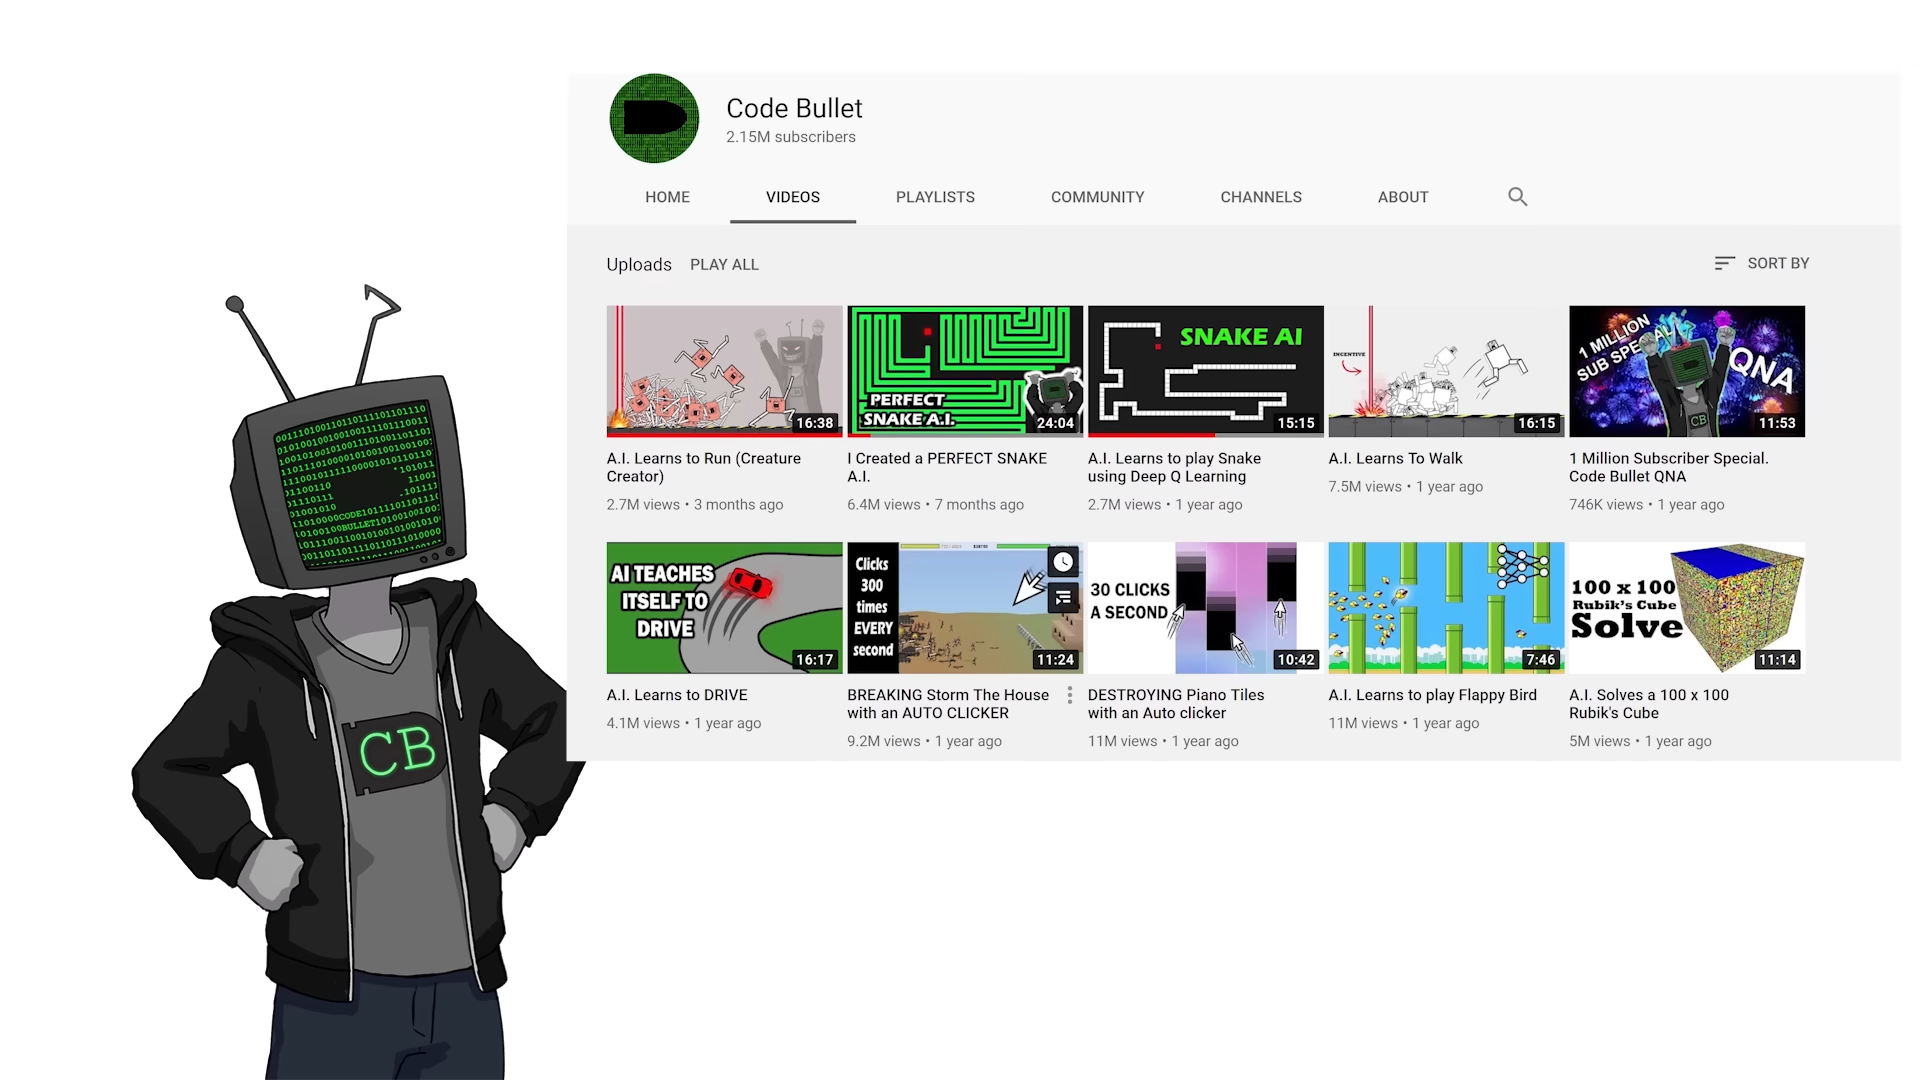 Code Bullet
2.15M subscribers
HOME
VIDEOS
PLAYLISTS
COMMUNITY
CHANNELS
ABOUT
Uploads
PLAY ALL
SORT BY
16:38
PERFECT
SNAKE A.I.
24:04
SNAKE AI
15:15
INCENTIVE
16:15
1 MILLION
SUB SPECIAL
QNA
CB
11:53
A.I. Learns to Run (Creature
Creator)
2.7M views • 3 months ago
I Created a PERFECT SNAKE
A.I.
6.4M views • 7 months ago
A.I. Learns to play Snake
using Deep Q Learning
2.7M views • 1 year ago
A.I. Learns To Walk
7.5M views • 1 year ago
1 Million Subscriber Special.
Code Bullet QNA
746K views • 1 year ago
AI TEACHES
ITSELF TO
DRIVE
16:17
Clicks
300
times
EVERY
second
11:24
30 CLICKS
A SECOND
10:42
7:46
100 x 100
Rubik's Cube
Solve
11:14
A.I. Learns to DRIVE
4.1M views • 1 year ago
BREAKING Storm The House
with an AUTO CLICKER
9.2M views • 1 year ago
DESTROYING Piano Tiles
with an Auto clicker
11M views • 1 year ago
A.I. Learns to play Flappy Bird
11M views • 1 year ago
A.I. Solves a 100 x 100
Rubik's Cube
5M views • 1 year ago
CODE
BULLET
CB